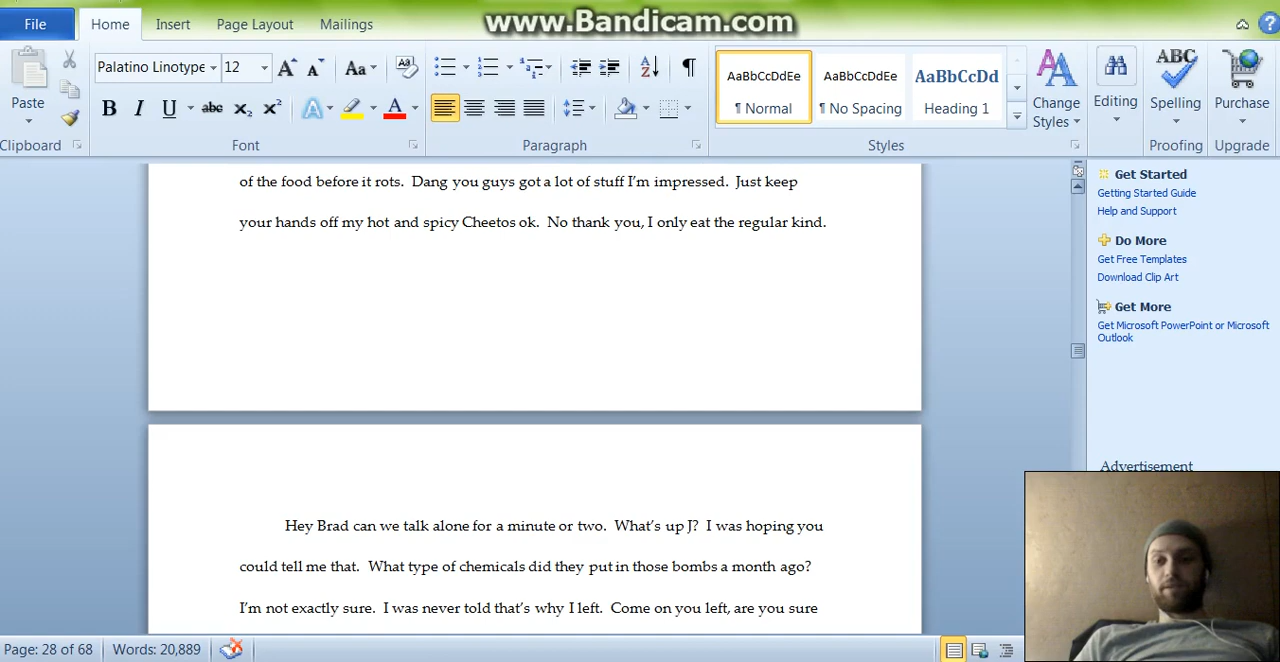 www.Bandicam.com
File Home Insert Page Layout Mailings
Paste
Clipboard
Palatino Linotype 12
Aa
B I U abc X₂ X² A A
Font
A Z ¶
Paragraph
AaBbCcDdEe AaBbCcDdEe AaBbCcDd
¶ Normal ¶ No Spacing Heading 1
Change Styles
Styles
Editing
ABC
Spelling
Proofing
Purchase
Upgrade
of the food before it rots.  Dang you guys got a lot of stuff I’m impressed.  Just keep
your hands off my hot and spicy Cheetos ok.  No thank you, I only eat the regular kind.
Hey Brad can we talk alone for a minute or two.  What’s up J?  I was hoping you
could tell me that.  What type of chemicals did they put in those bombs a month ago?
I’m not exactly sure.  I was never told that’s why I left.  Come on you left, are you sure
Get Started
Getting Started Guide
Help and Support
Do More
Get Free Templates
Download Clip Art
Get More
Get Microsoft PowerPoint or Microsoft
Outlook
Advertisement
Page: 28 of 68 Words: 20,889